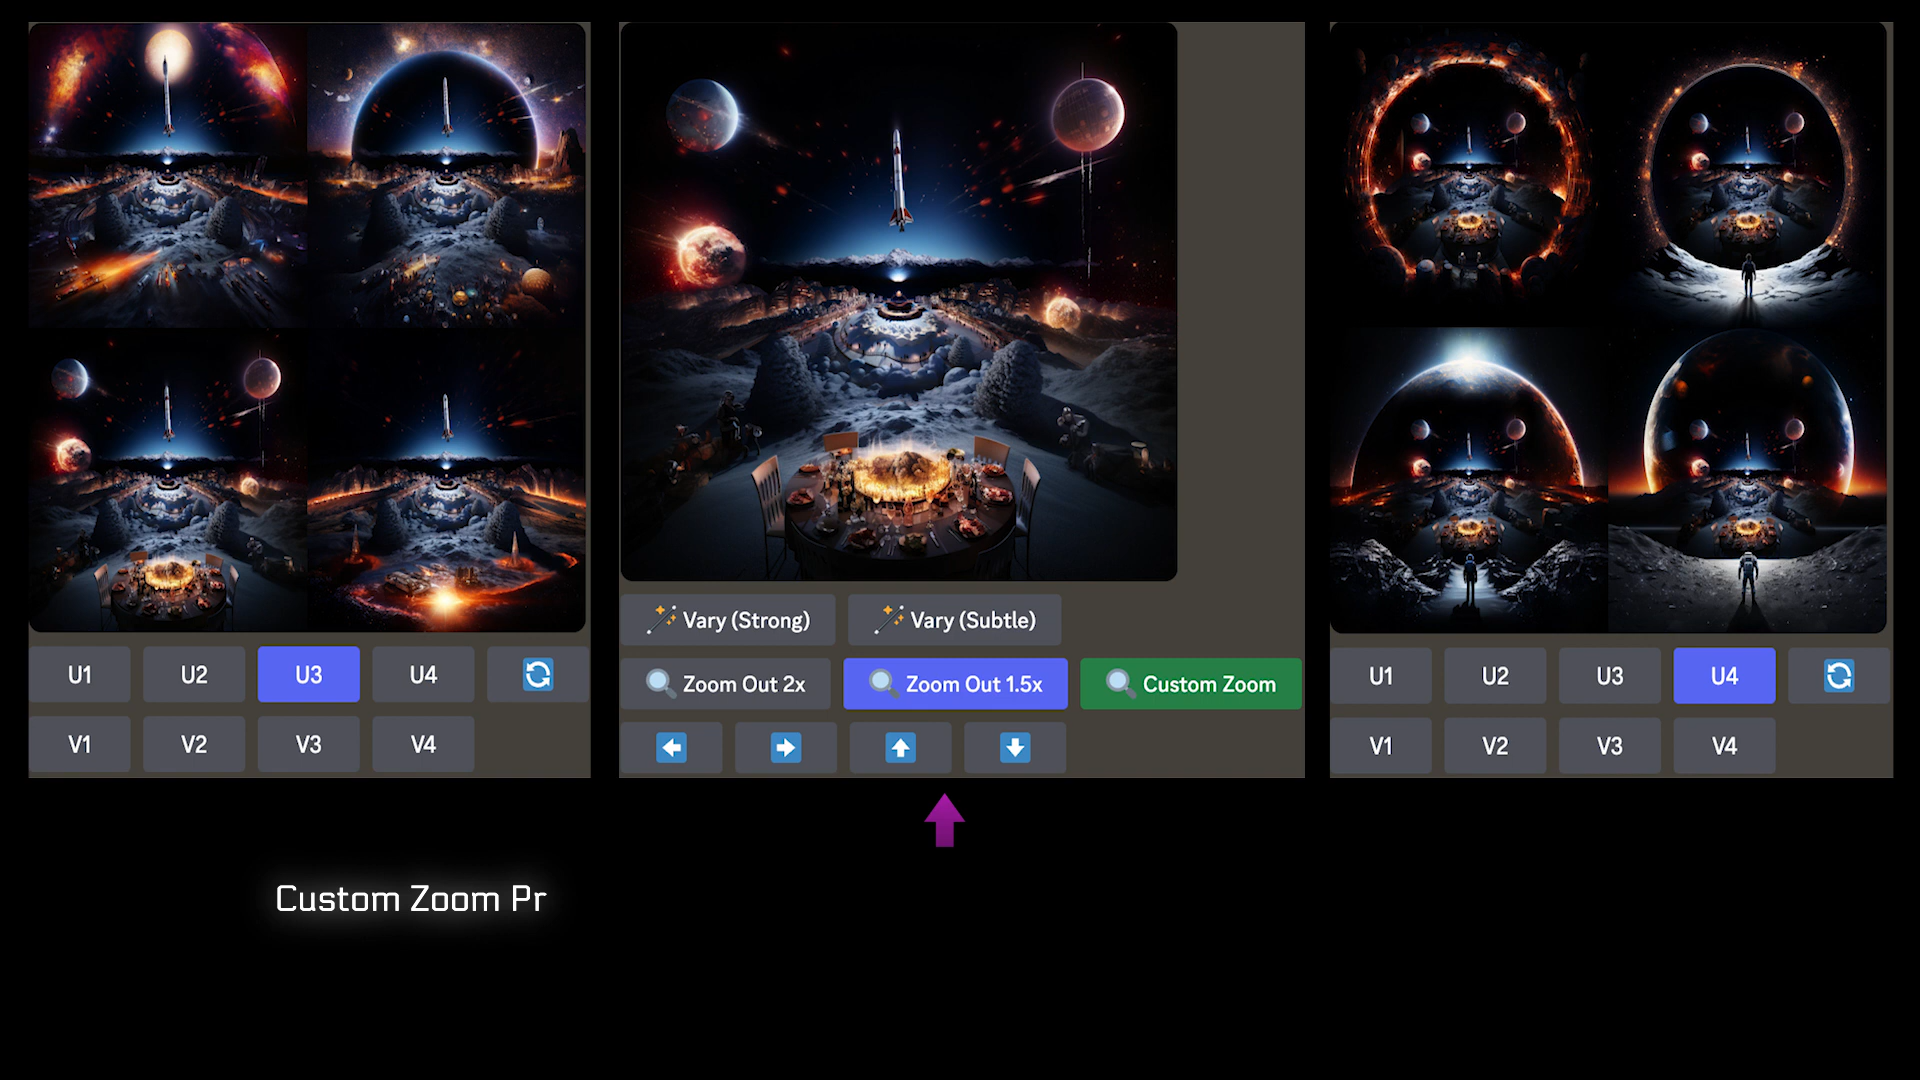 U1 U2 U3 U4
V1 V2 V3 V4
Vary (Strong) Vary (Subtle)
Zoom Out 2x Zoom Out 1.5x Custom Zoom
U1 U2 U3 U4
V1 V2 V3 V4
Custom Zoom Pr